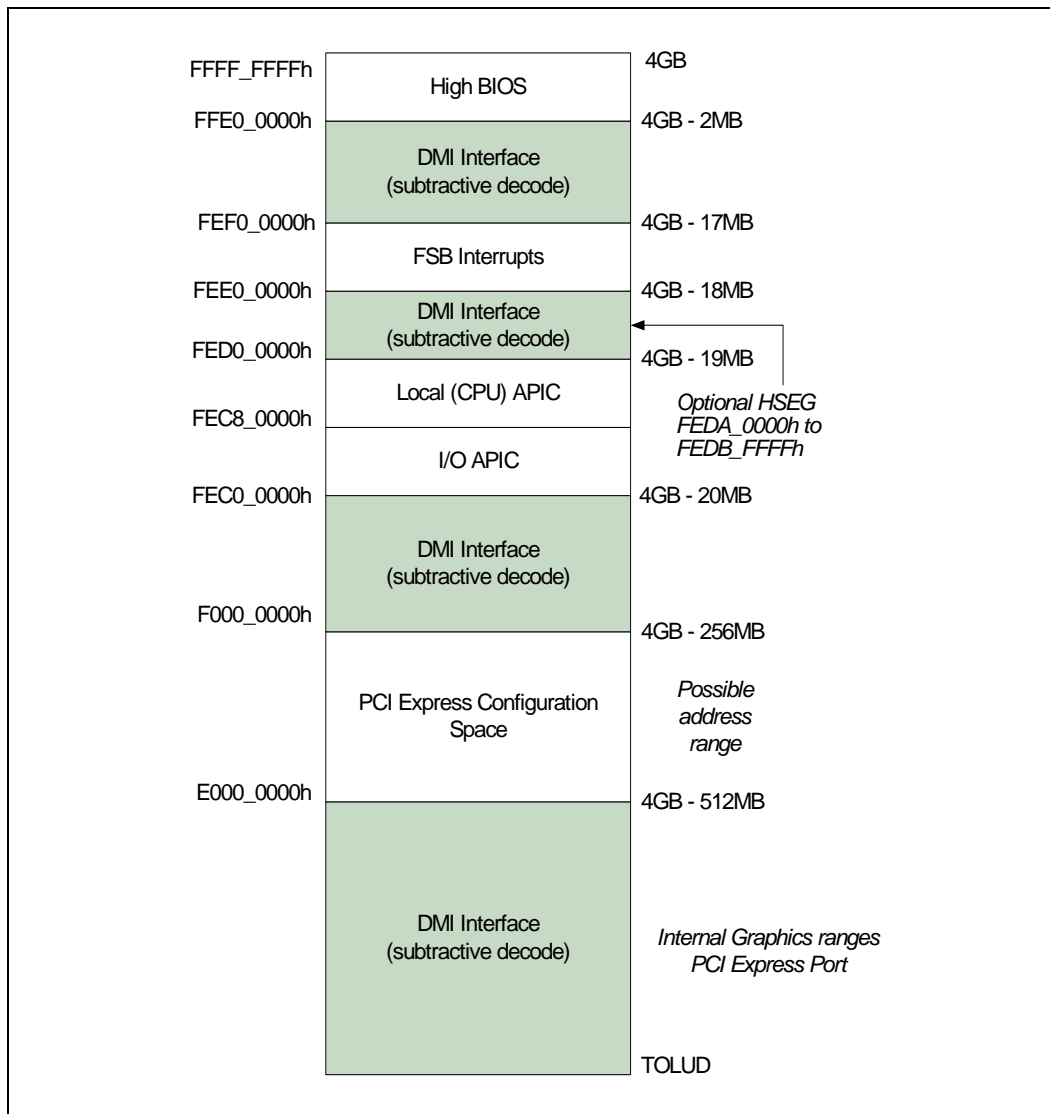 FFFF_FFFFh
4GB
High BIOS
FFE0_0000h
4GB - 2MB
DMI Interface
(subtractive decode)
FEF0_0000h
4GB - 17MB
FSB Interrupts
FEE0_0000h
4GB - 18MB
DMI Interface
(subtractive decode)
FED0_0000h
4GB - 19MB
Local (CPU) APIC
Optional HSEG
FEDA_0000h to
FEDB_FFFFh
FEC8_0000h
I/O APIC
FEC0_0000h
4GB - 20MB
DMI Interface
(subtractive decode)
F000_0000h
4GB - 256MB
PCI Express Configuration
Space
Possible
address
range
E000_0000h
4GB - 512MB
DMI Interface
(subtractive decode)
Internal Graphics ranges
PCI Express Port
TOLUD